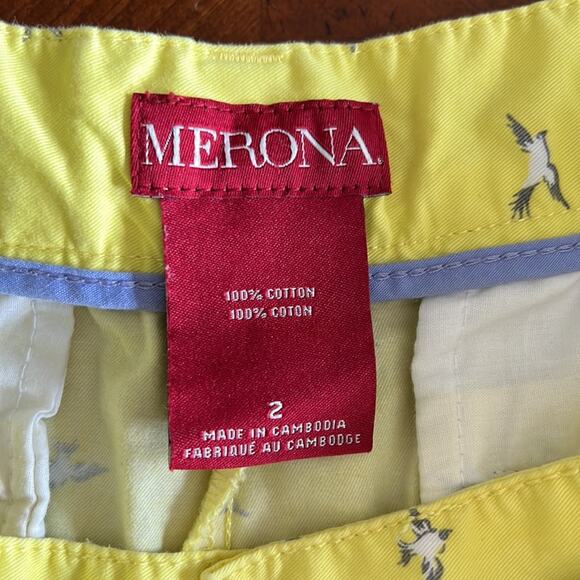 MERONA.
100% COTTON
100% COTON
2
MADE IN CAMBODIA
FABRIQUÉ AU CAMBODGE